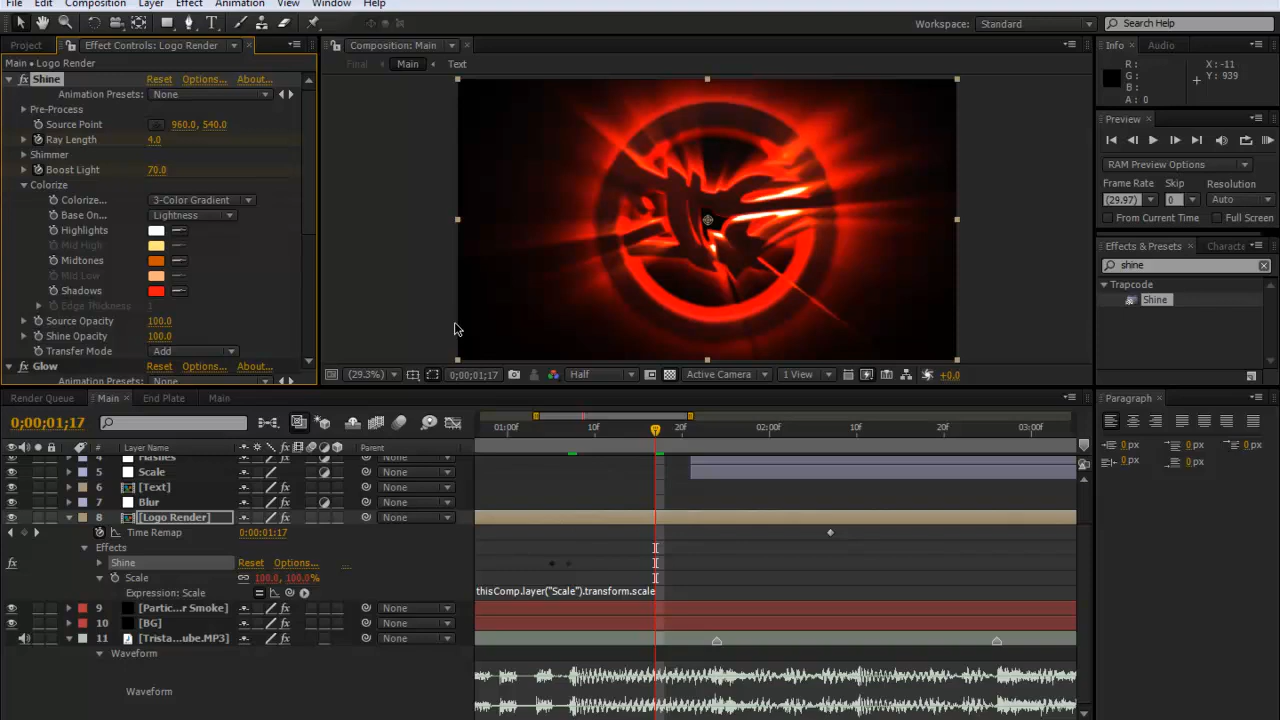 File Edit Composition Layer Effect Animation View Window Help
Workspace: Standard Search Help
Project Effect Controls: Logo Render Composition: Main Info Audio
Main • Logo Render Final Main Text
fx Shine Reset Options... About...
Animation Presets: None
Pre-Process
Source Point 960.0, 540.0
Ray Length 4.0
Shimmer
Boost Light 70.0
Colorize
Colorize... 3-Color Gradient
Base On... Lightness
Highlights
Mid High
Midtones
Mid Low
Shadows
Edge Thickness 1
Source Opacity 100.0
Shine Opacity 100.0
Transfer Mode Add
fx Glow Reset Options... About...
Animation Presets: None
(29.3%) 0;00;01;17 Half Active Camera 1 View +0.0
R : X : -11
G : Y : 939
B :
A : 0
Preview
RAM Preview Options
Frame Rate Skip Resolution
(29.97) 0 Auto
From Current Time Full Screen
Effects & Presets Characte
shine
Trapcode
Shine
Render Queue Main End Plate Main Paragraph
0;00;01;17 01:00f 10f 20f 02:00f 10f 20f 03:00f
# Layer Name fx Parent
4 Flashes None
5 Scale None
6 [Text] fx None
7 Blur None
8 [Logo Render] fx None
Time Remap 0:00:01:17
Effects
fx Shine Reset Options... ...
Scale 100.0, 100.0%
Expression: Scale thisComp.layer("Scale").transform.scale
9 [Partic...r Smoke] fx None
10 [BG] fx None
11 [Trista...ube.MP3] fx None
Waveform
Waveform
0 px 0 px 0 px
0 px 0 px